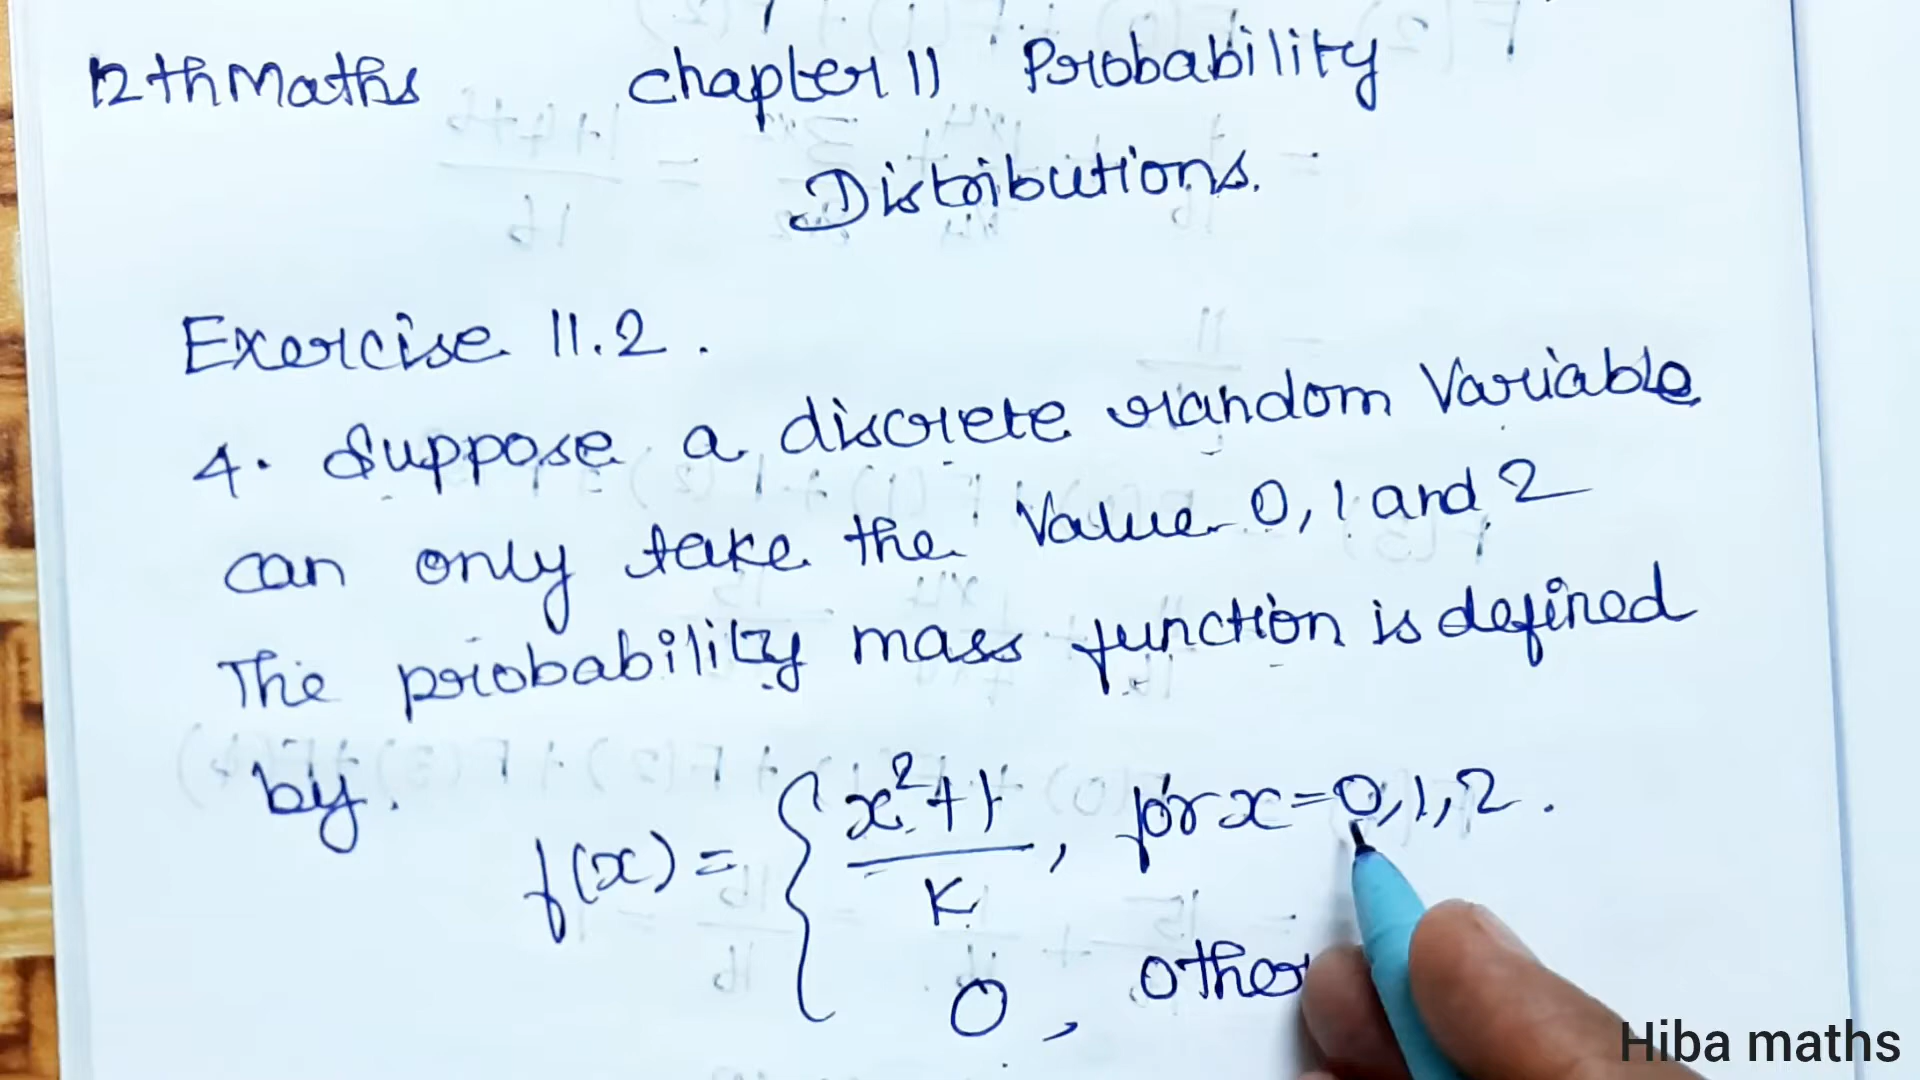 12th Maths chapter 11 Probability
Distributions.
Exercise 11.2.
4. Suppose a discrete random Variable
can only take the Value 0, 1 and 2
The probability mass function is defined
by.
f(x) = { x²+1 / K , for x=0,1,2.
0 , other
Hiba maths